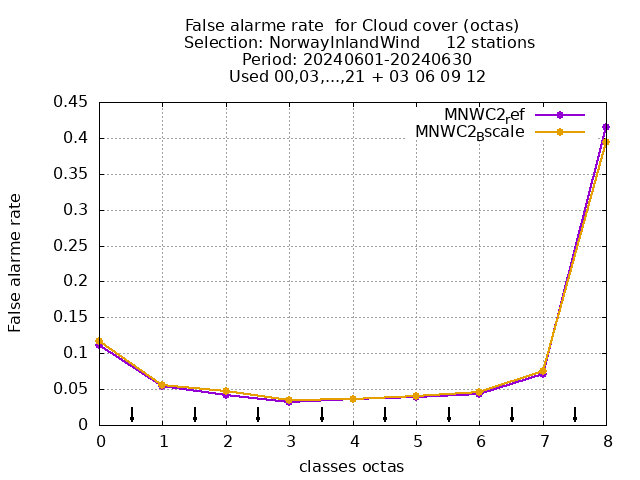 False alarme rate  for Cloud cover (octas)
Selection: NorwayInlandWind     12 stations
Period: 20240601-20240630
Used 00,03,...,21 + 03 06 09 12
MNWC2ref
MNWC2Bscale
0.45
0.4
0.35
0.3
0.25
0.2
0.15
0.1
0.05
0
False alarme rate
0 1 2 3 4 5 6 7 8
classes octas